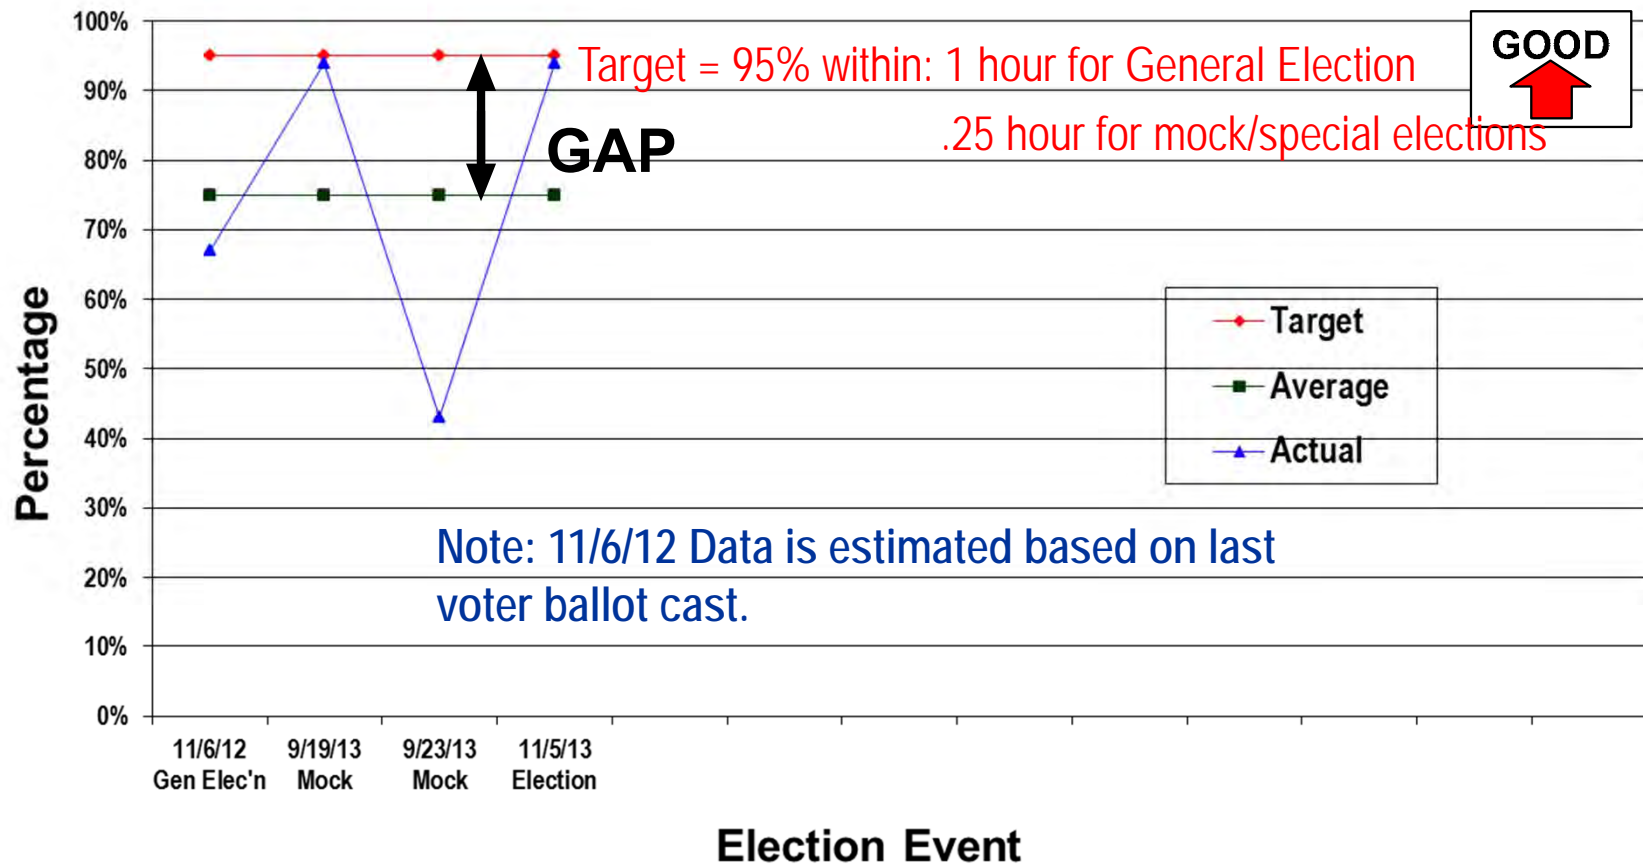 100%
90%
80%
70%
60%
50%
40%
30%
20%
10%
0%
Percentage
Target = 95% within: 1 hour for General Election
.25 hour for mock/special elections
GOOD
GAP
Target
Average
Actual
Note: 11/6/12 Data is estimated based on last
voter ballot cast.
11/6/12
Gen Elec'n
9/19/13
Mock
9/23/13
Mock
11/5/13
Election
Election Event